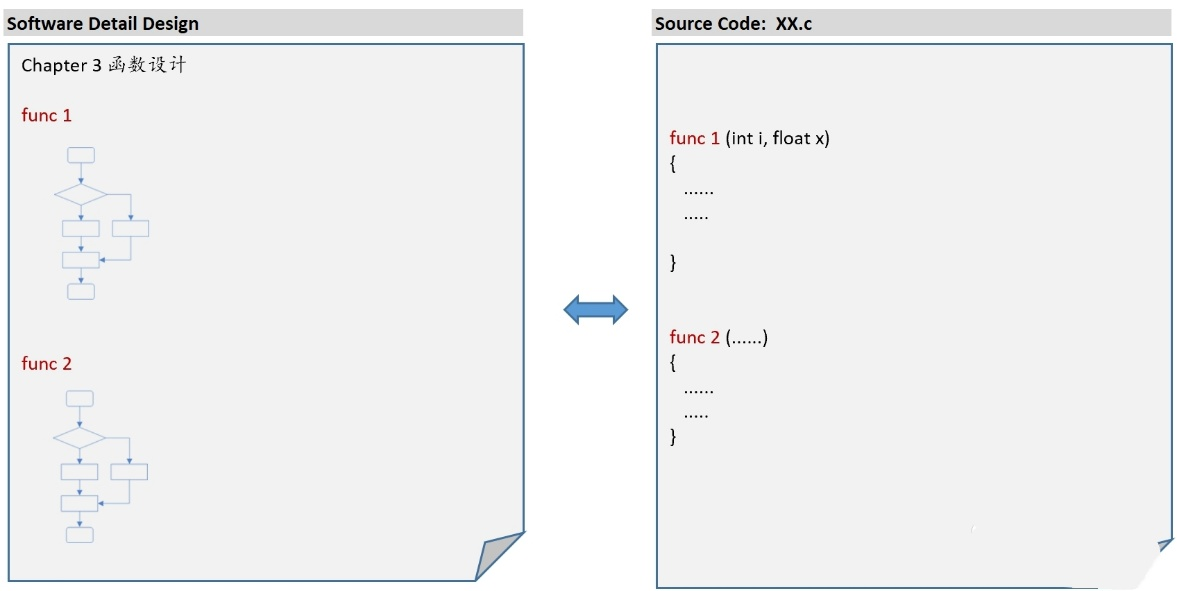 Software Detail Design
Chapter 3 函数设计
func 1
func 2
Source Code: XX.c
func 1 (int i, float x)
{
......
.....
}
func 2 (......)
{
......
.....
}